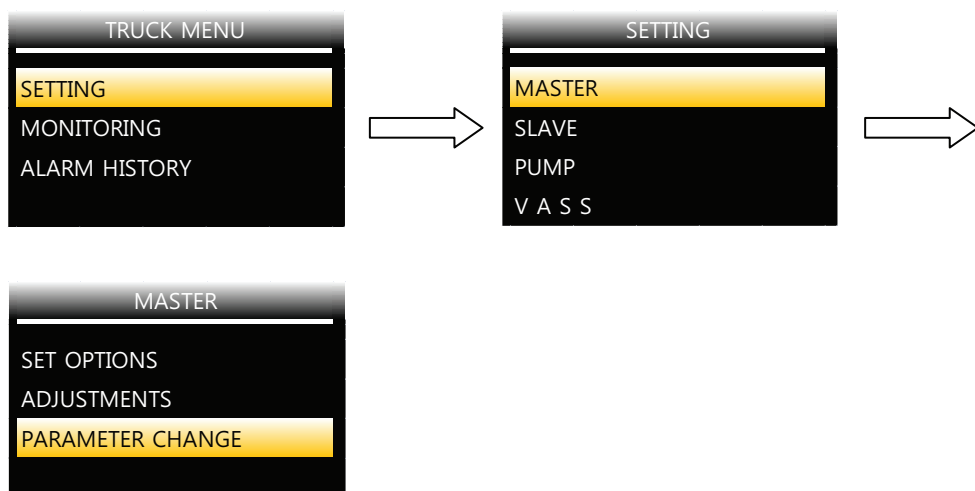 TRUCK MENU
SETTING
MONITORING
ALARM HISTORY
SETTING
MASTER
SLAVE
PUMP
V A S S
MASTER
SET OPTIONS
ADJUSTMENTS
PARAMETER CHANGE